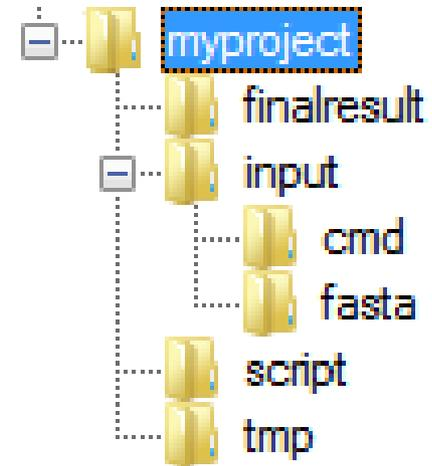 myproject
finalresult
input
cmd
fasta
script
tmp